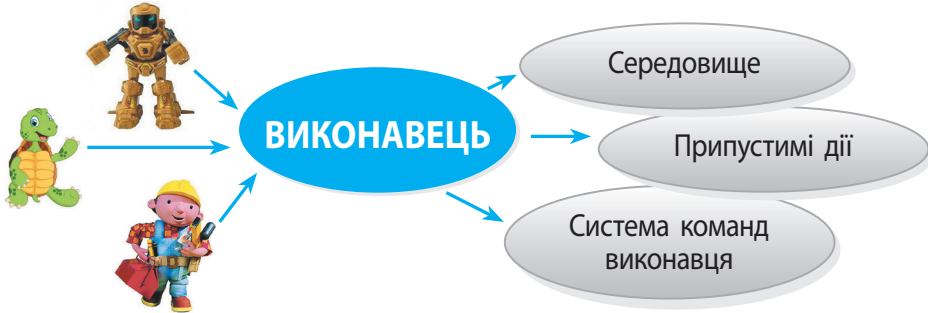 Середовище
ВИКОНАВЕЦЬ
Припустимі дії
Система команд
виконавця